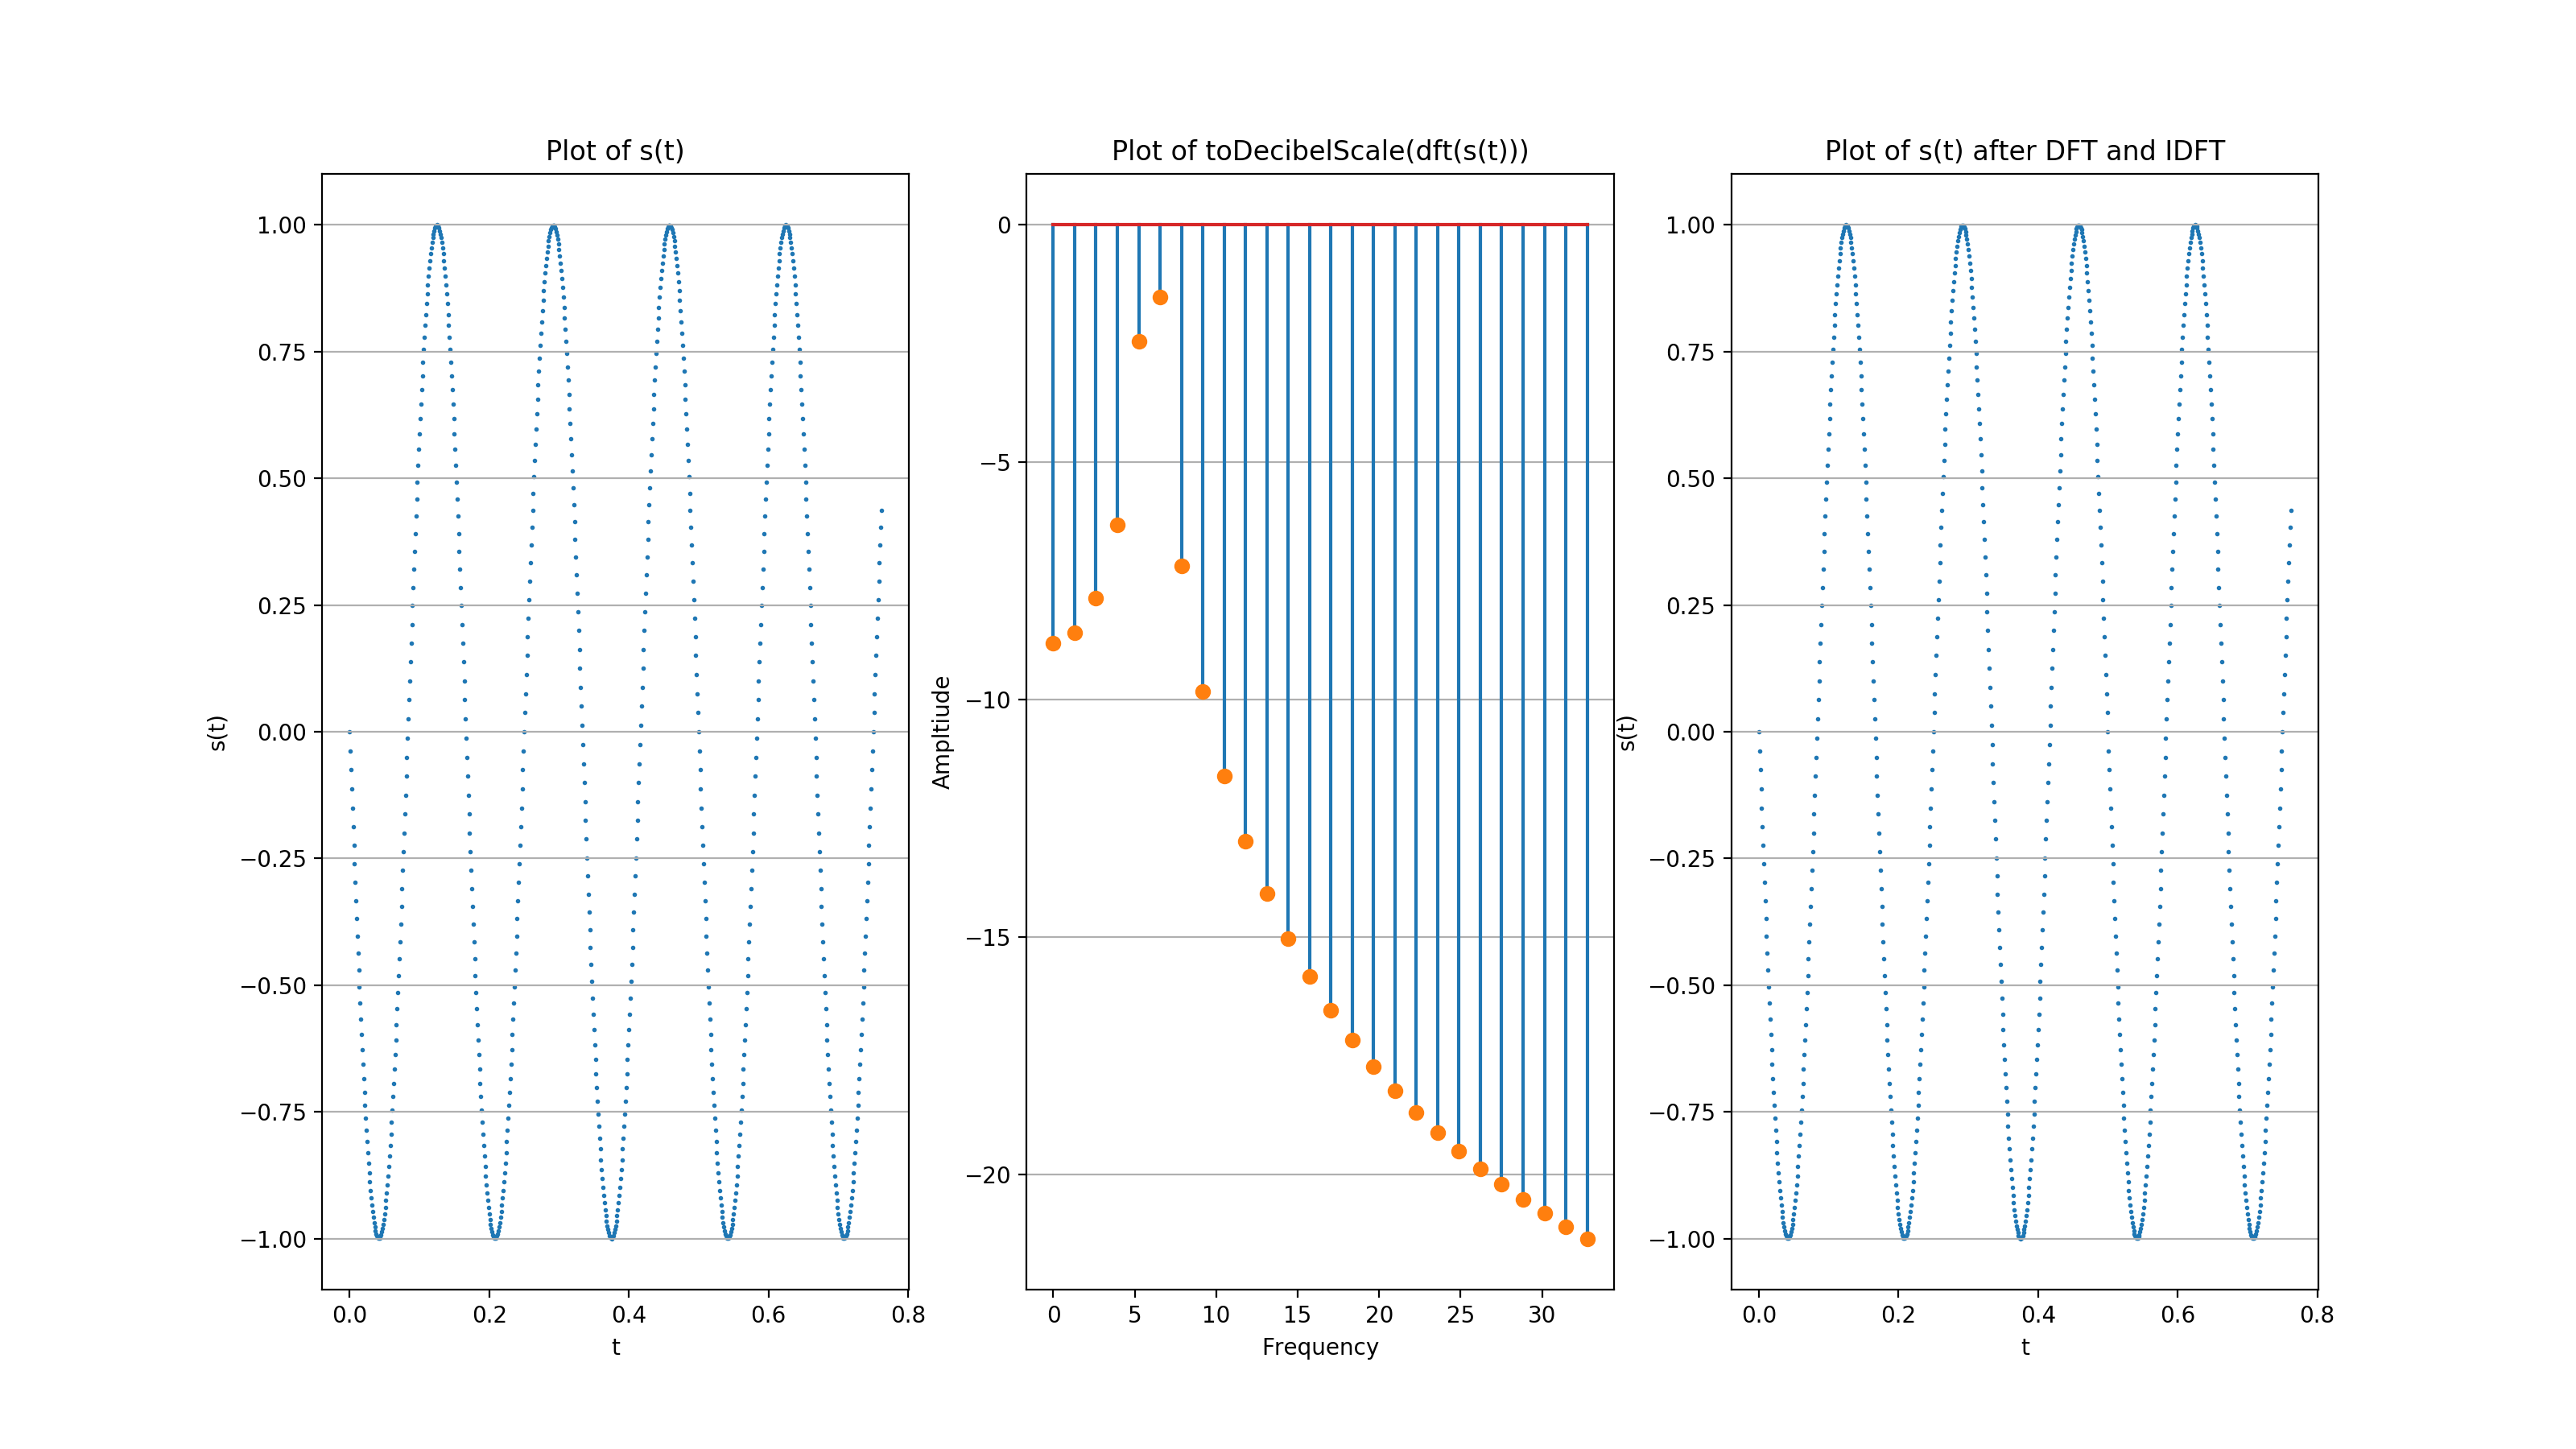 Plot of s(t)
1.00
0.75
0.50
0.25
0.00
−0.25
−0.50
−0.75
−1.00
s(t)
0.0 0.2 0.4 0.6 0.8
t
Plot of toDecibelScale(dft(s(t)))
0
−5
−10
−15
−20
Ampltiude
0 5 10 15 20 25 30
Frequency
Plot of s(t) after DFT and IDFT
1.00
0.75
0.50
0.25
0.00
−0.25
−0.50
−0.75
−1.00
s(t)
0.0 0.2 0.4 0.6 0.8
t